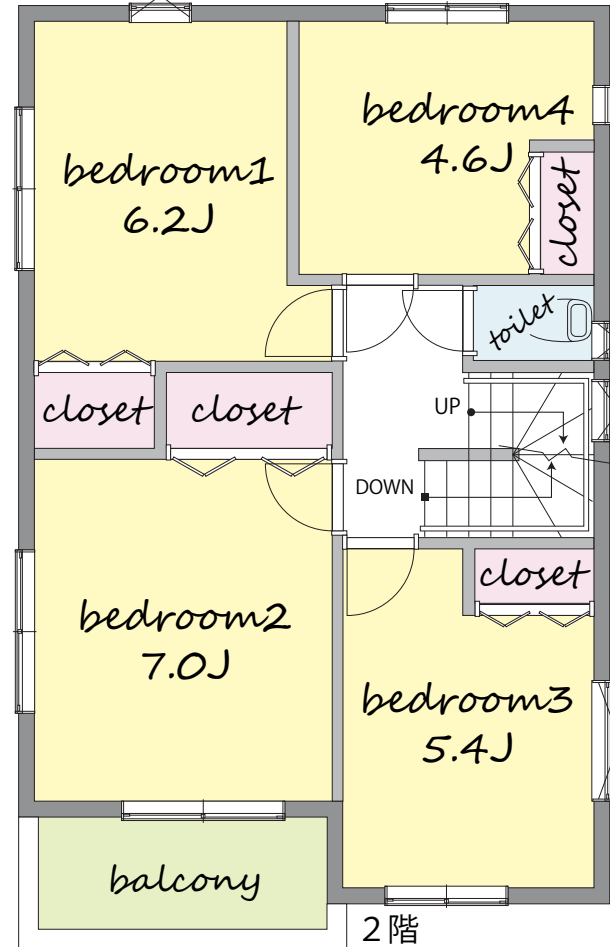 bedroom1
6.2J
bedroom4
4.6J
closet
toilet
closet
closet
UP
DOWN
bedroom2
7.0J
closet
bedroom3
5.4J
balcony
2階